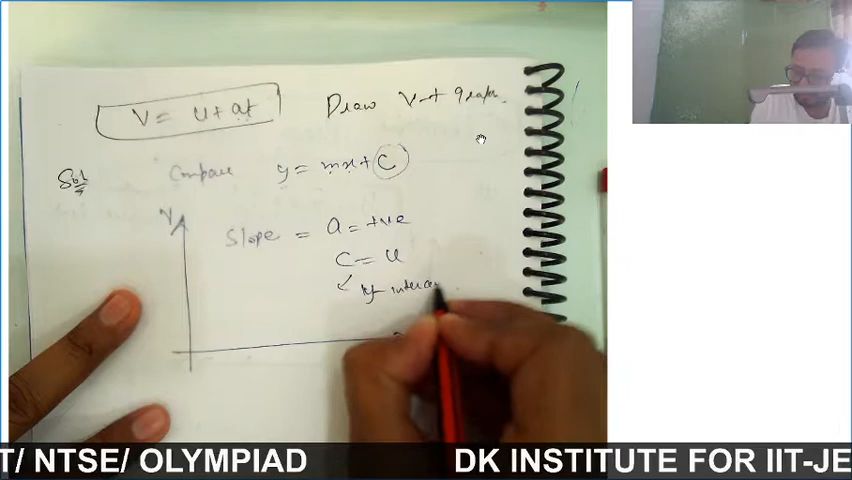 V = u + at Draw V-t graph.
Sol Compare y = mx + C
V
Slope = a = +ve
C = u
T/ NTSE/ OLYMPIAD DK INSTITUTE FOR IIT-JE